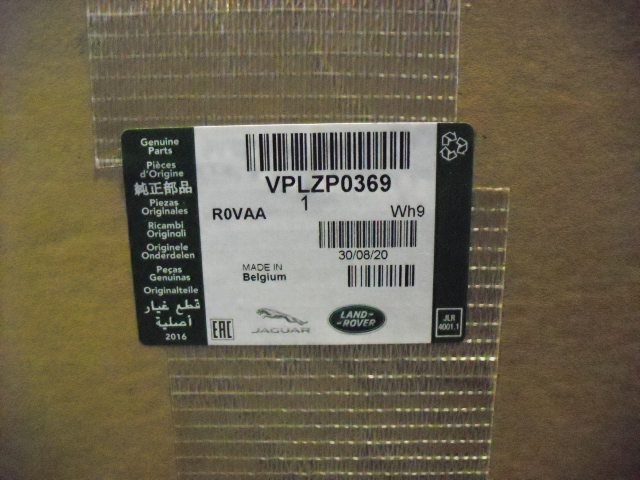 Genuine
Parts
Pièces
d'Origine
純正部品
Piezas
Originales
Ricambi
Originali
Originele
Onderdelen
Peças
Genuinas
Originalteile
قطع غيار
أصلية
2016
VPLZP0369
1
R0VAA
Wh9
30/08/20
MADE IN
Belgium
EAC
JAGUAR
LAND-
-ROVER
JLR
4001.1